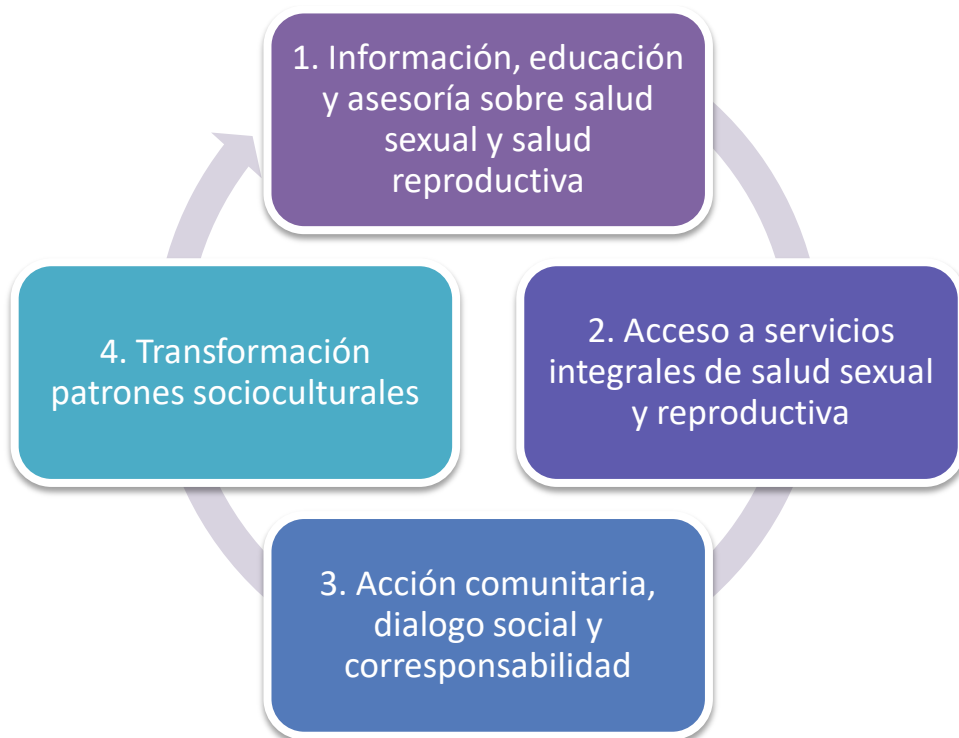 1. Información, educación
y asesoría sobre salud
sexual y salud
reproductiva
2. Acceso a servicios
integrales de salud sexual
y reproductiva
3. Acción comunitaria,
dialogo social y
corresponsabilidad
4. Transformación
patrones socioculturales